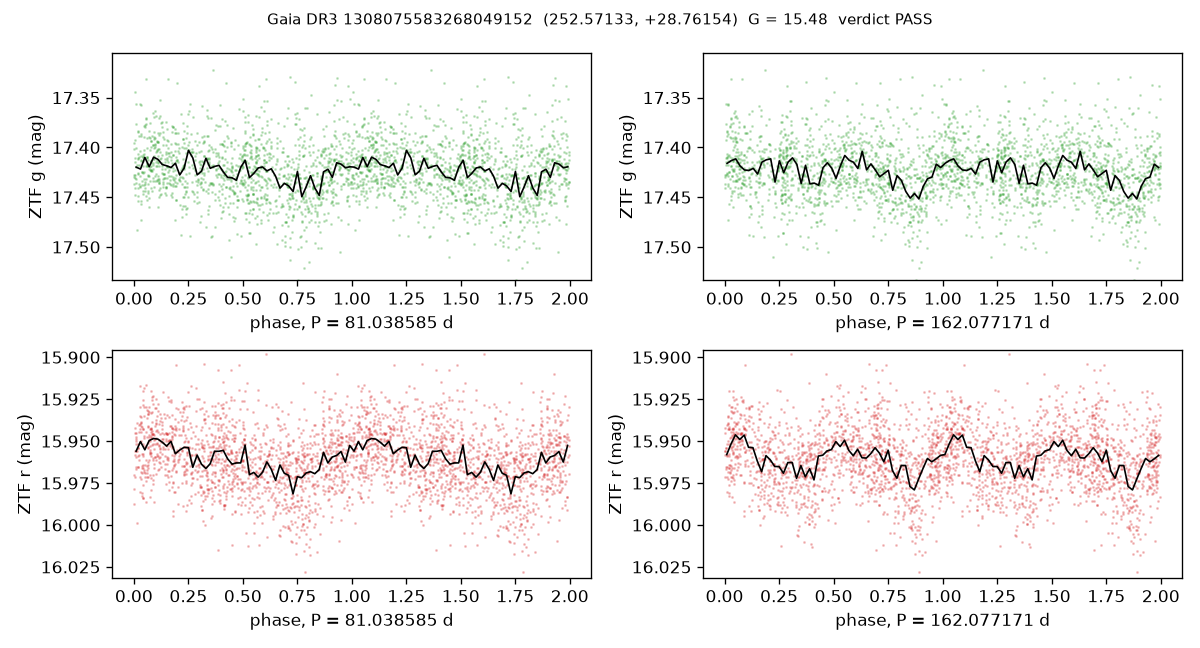 Gaia DR3 1308075583268049152  (252.57133, +28.76154)  G = 15.48  verdict PASS
ZTF g (mag)
17.35
17.40
17.45
17.50
0.00 0.25 0.50 0.75 1.00 1.25 1.50 1.75 2.00
phase, P = 81.038585 d
ZTF g (mag)
17.35
17.40
17.45
17.50
0.00 0.25 0.50 0.75 1.00 1.25 1.50 1.75 2.00
phase, P = 162.077171 d
ZTF r (mag)
15.900
15.925
15.950
15.975
16.000
16.025
0.00 0.25 0.50 0.75 1.00 1.25 1.50 1.75 2.00
phase, P = 81.038585 d
ZTF r (mag)
15.900
15.925
15.950
15.975
16.000
16.025
0.00 0.25 0.50 0.75 1.00 1.25 1.50 1.75 2.00
phase, P = 162.077171 d